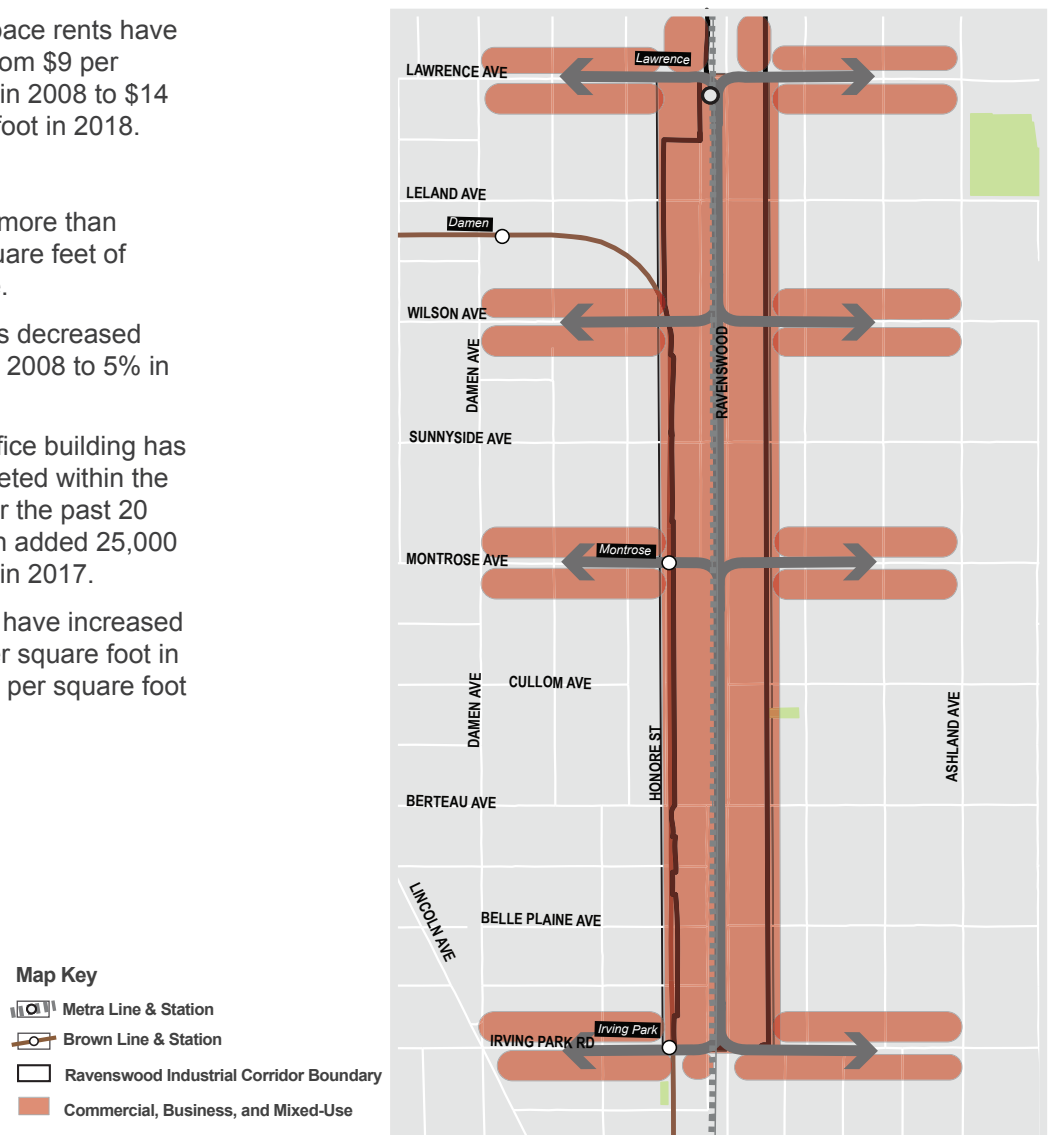 pace rents have
om $9 per
in 2008 to $14
foot in 2018.
more than
uare feet of
s decreased
2008 to 5% in
fice building has
eted within the
r the past 20
n added 25,000
in 2017.
have increased
er square foot in
per square foot
Map Key
Metra Line & Station
Brown Line & Station
Ravenswood Industrial Corridor Boundary
Commercial, Business, and Mixed-Use
Lawrence
LAWRENCE AVE
LELAND AVE
Damen
WILSON AVE
DAMEN AVE
RAVENSWOOD
SUNNYSIDE AVE
Montrose
MONTROSE AVE
CULLOM AVE
DAMEN AVE
HONORE ST
ASHLAND AVE
BERTEAU AVE
LINCOLN AVE
BELLE PLAINE AVE
Irving Park
IRVING PARK RD